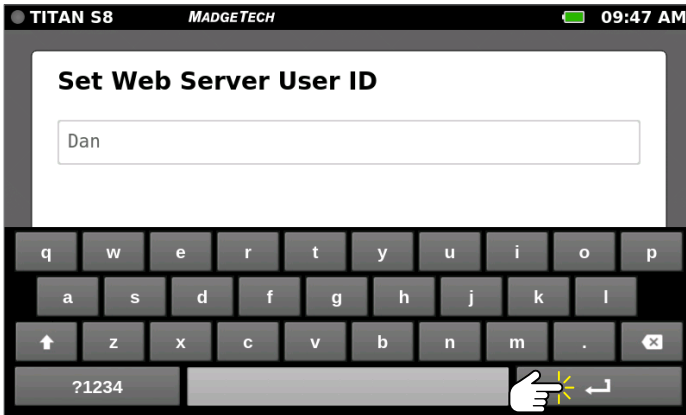 TITAN S8 MADGETECH 09:47 AM
Set Web Server User ID
Dan
q w e r t y u i o p
a s d f g h j k l
z x c v b n m .
?1234